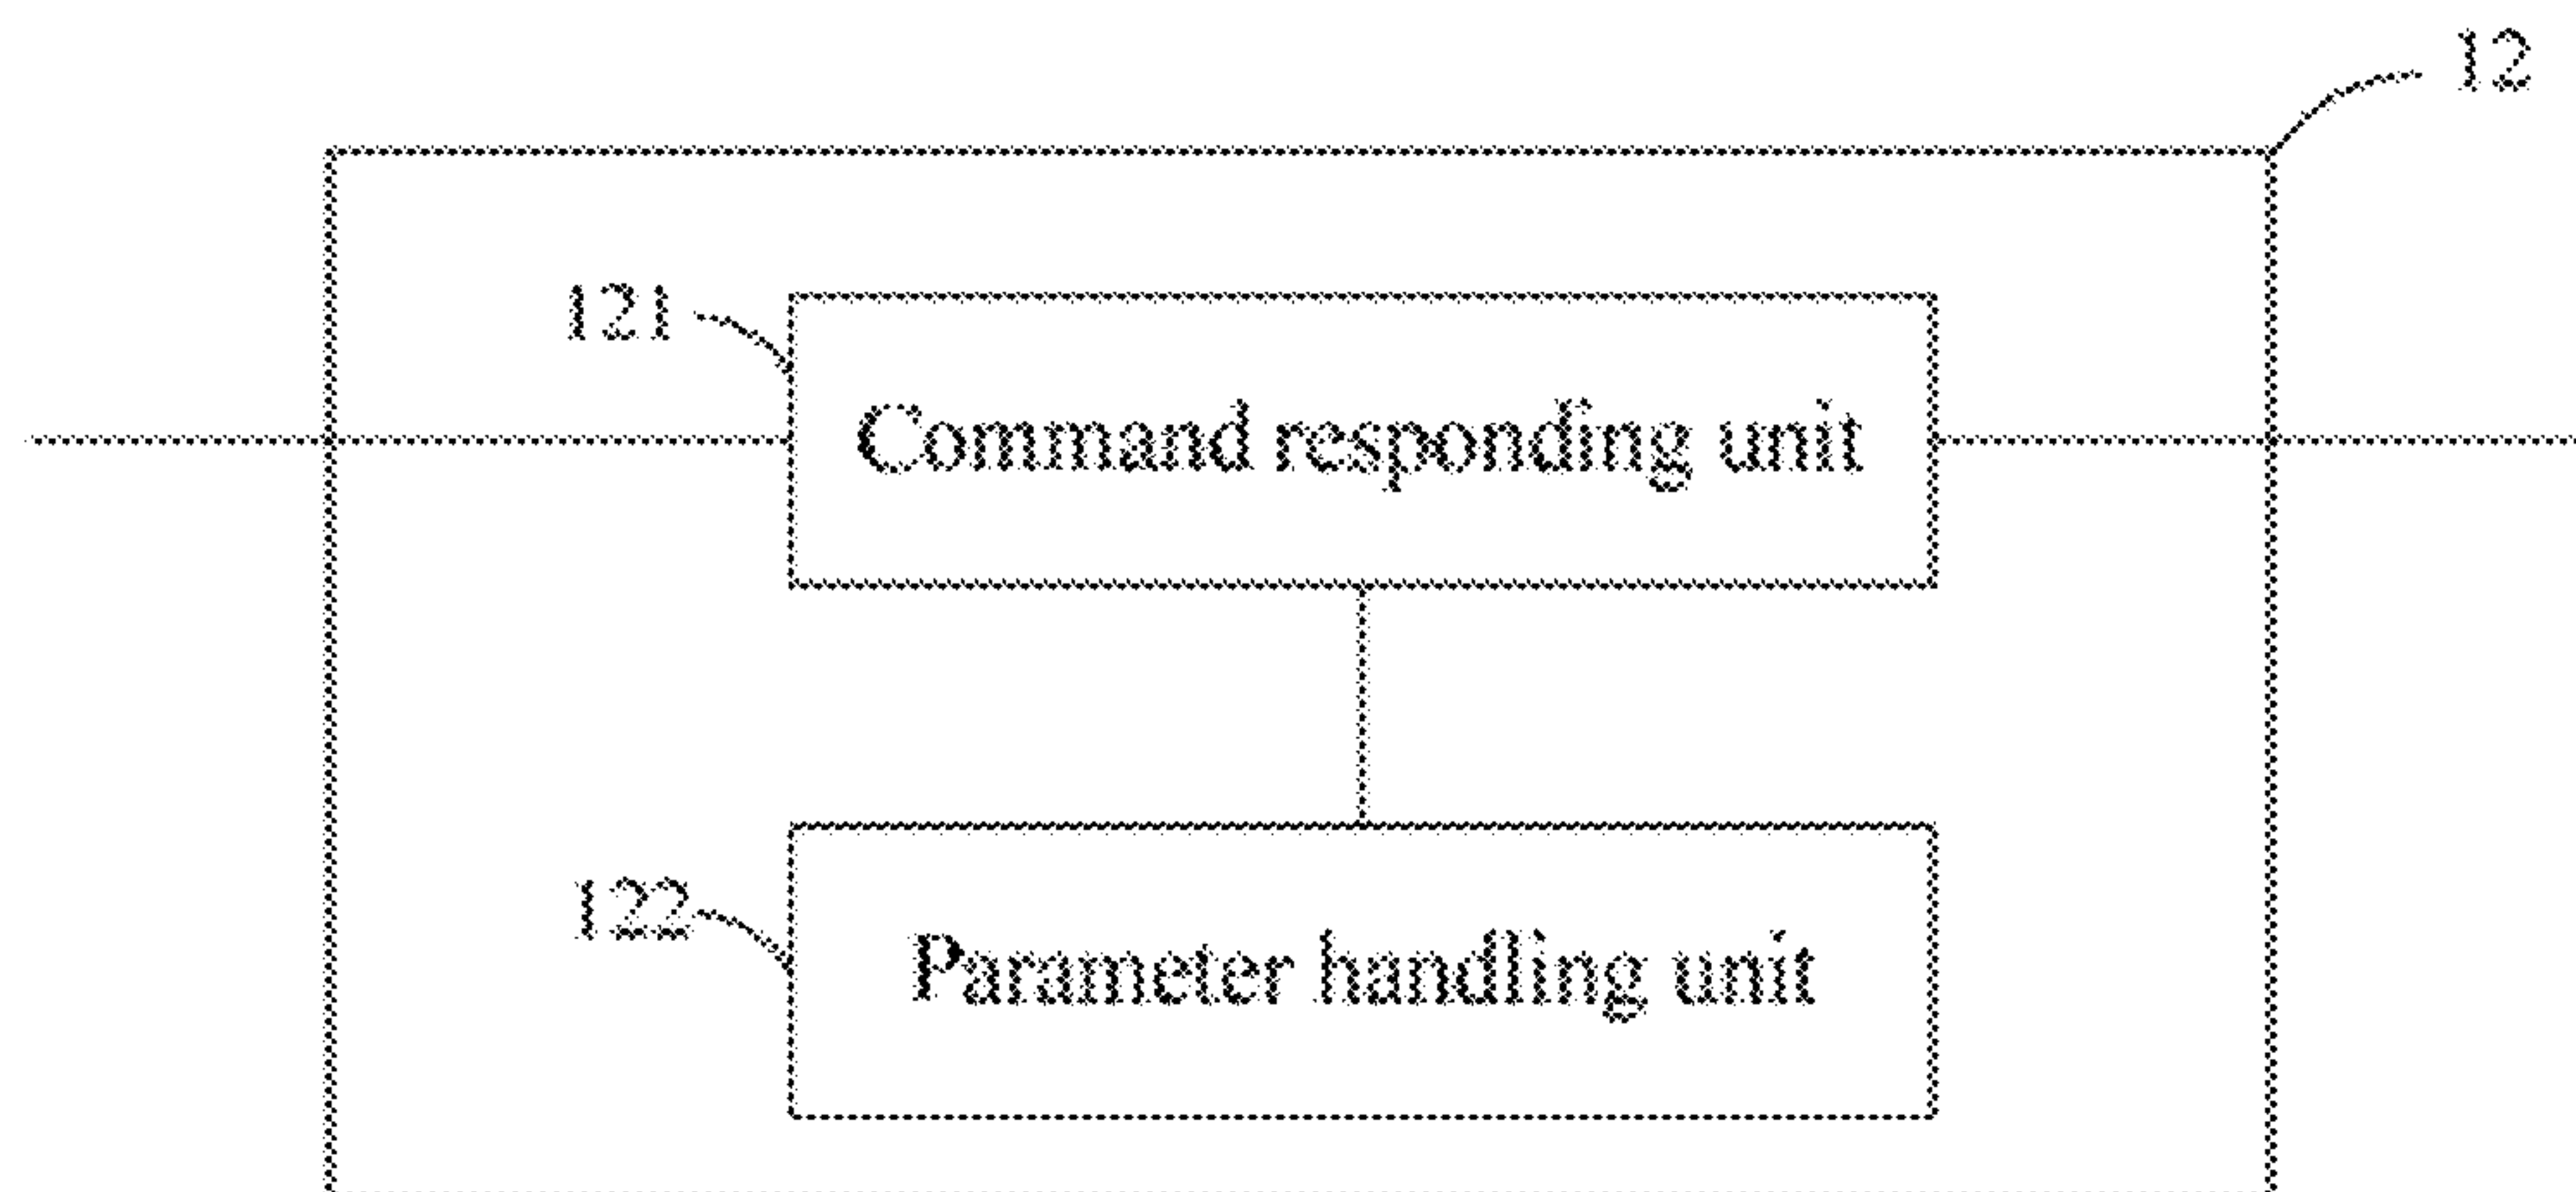 12
121
Command responding unit
122
Parameter handling unit